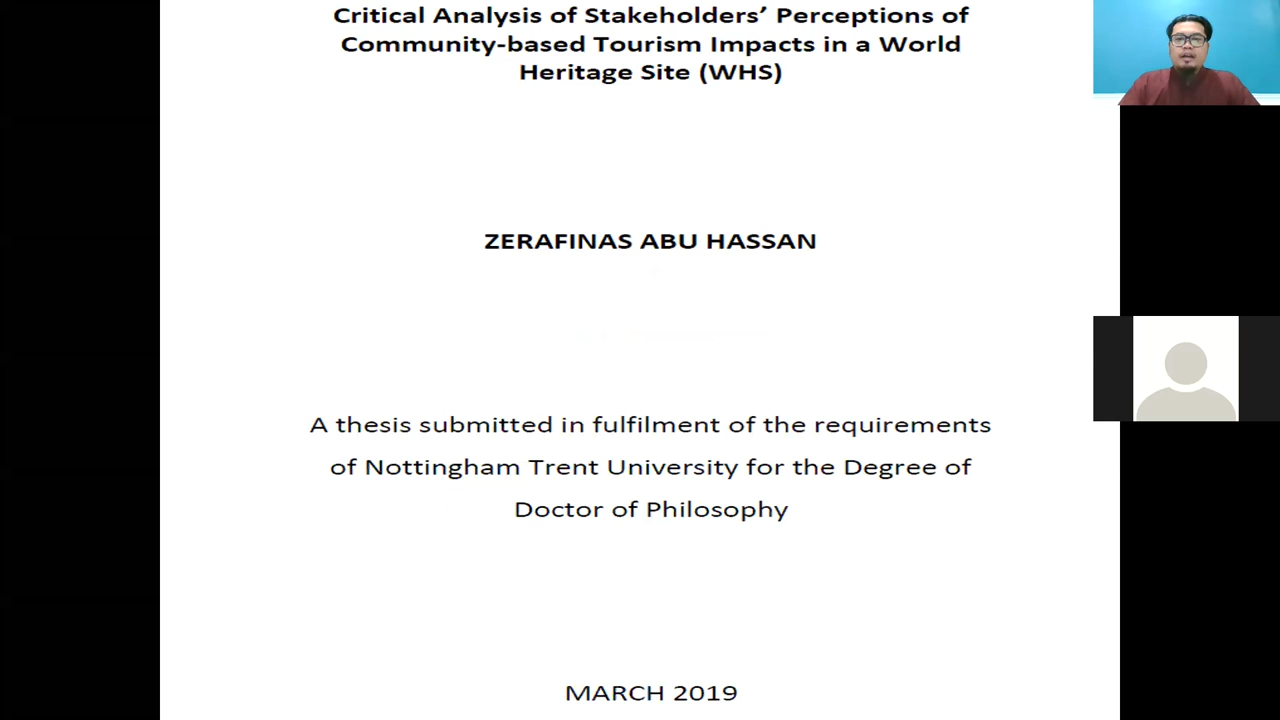 Critical Analysis of Stakeholders’ Perceptions of
Community-based Tourism Impacts in a World
Heritage Site (WHS)
ZERAFINAS ABU HASSAN
A thesis submitted in fulfilment of the requirements
of Nottingham Trent University for the Degree of
Doctor of Philosophy
MARCH 2019